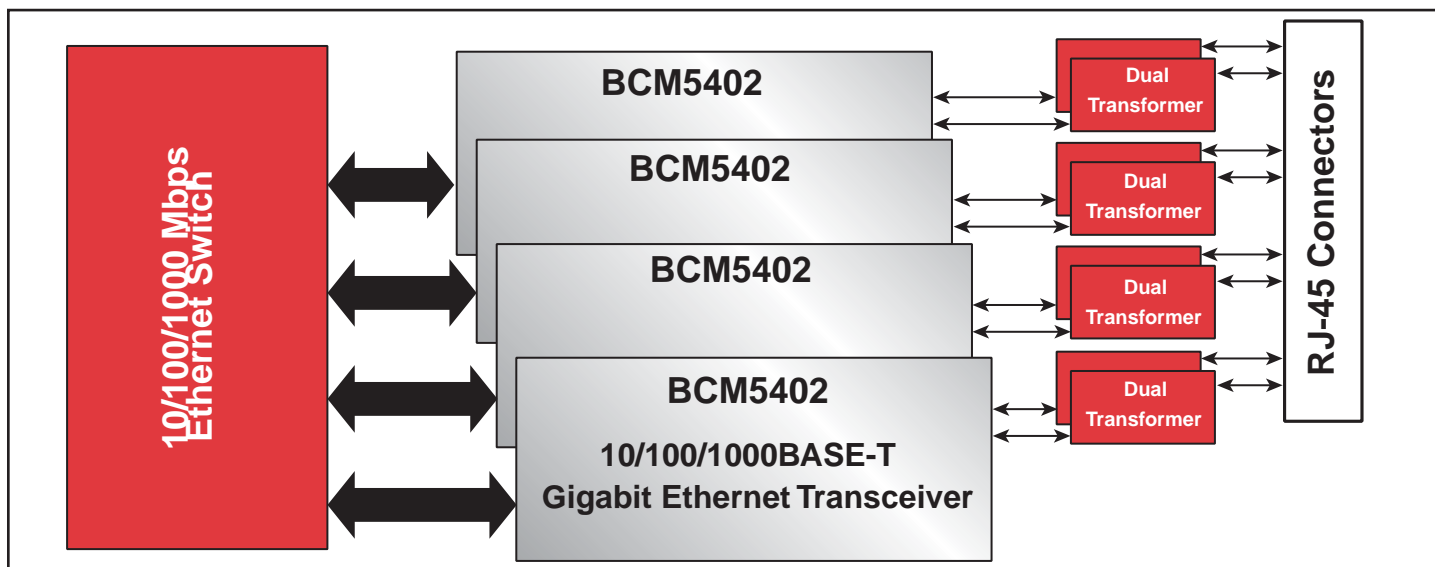 10/100/1000 Mbps
Ethernet Switch
BCM5402
BCM5402
BCM5402
BCM5402
10/100/1000BASE-T
Gigabit Ethernet Transceiver
Dual
Transformer
Dual
Transformer
Dual
Transformer
Dual
Transformer
RJ-45 Connectors